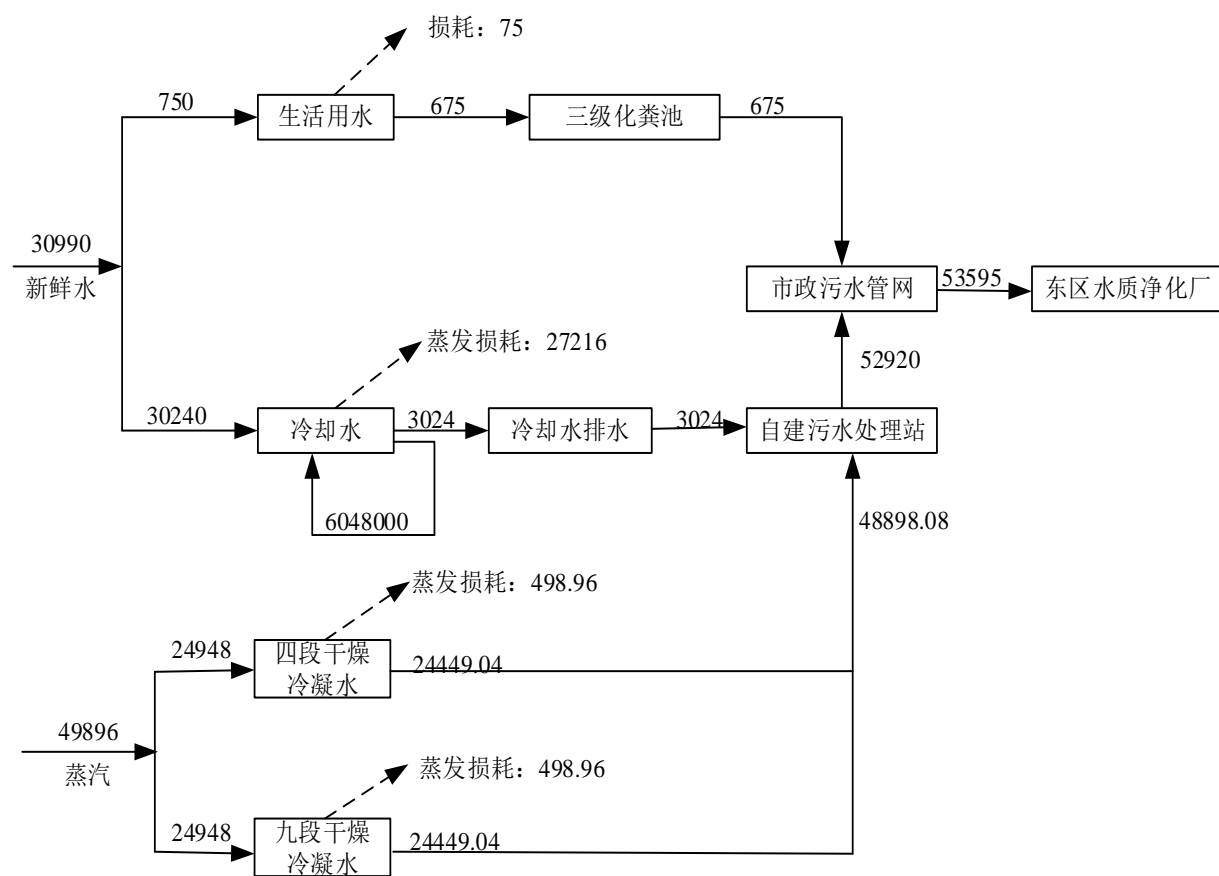 损耗：75
750
生活用水
675
三级化粪池
675
30990
新鲜水
市政污水管网
53595
东区水质净化厂
蒸发损耗：27216
52920
30240
冷却水
3024
冷却水排水
3024
自建污水处理站
6048000
48898.08
蒸发损耗：498.96
24948
四段干燥
冷凝水
24449.04
49896
蒸汽
蒸发损耗：498.96
24948
九段干燥
冷凝水
24449.04